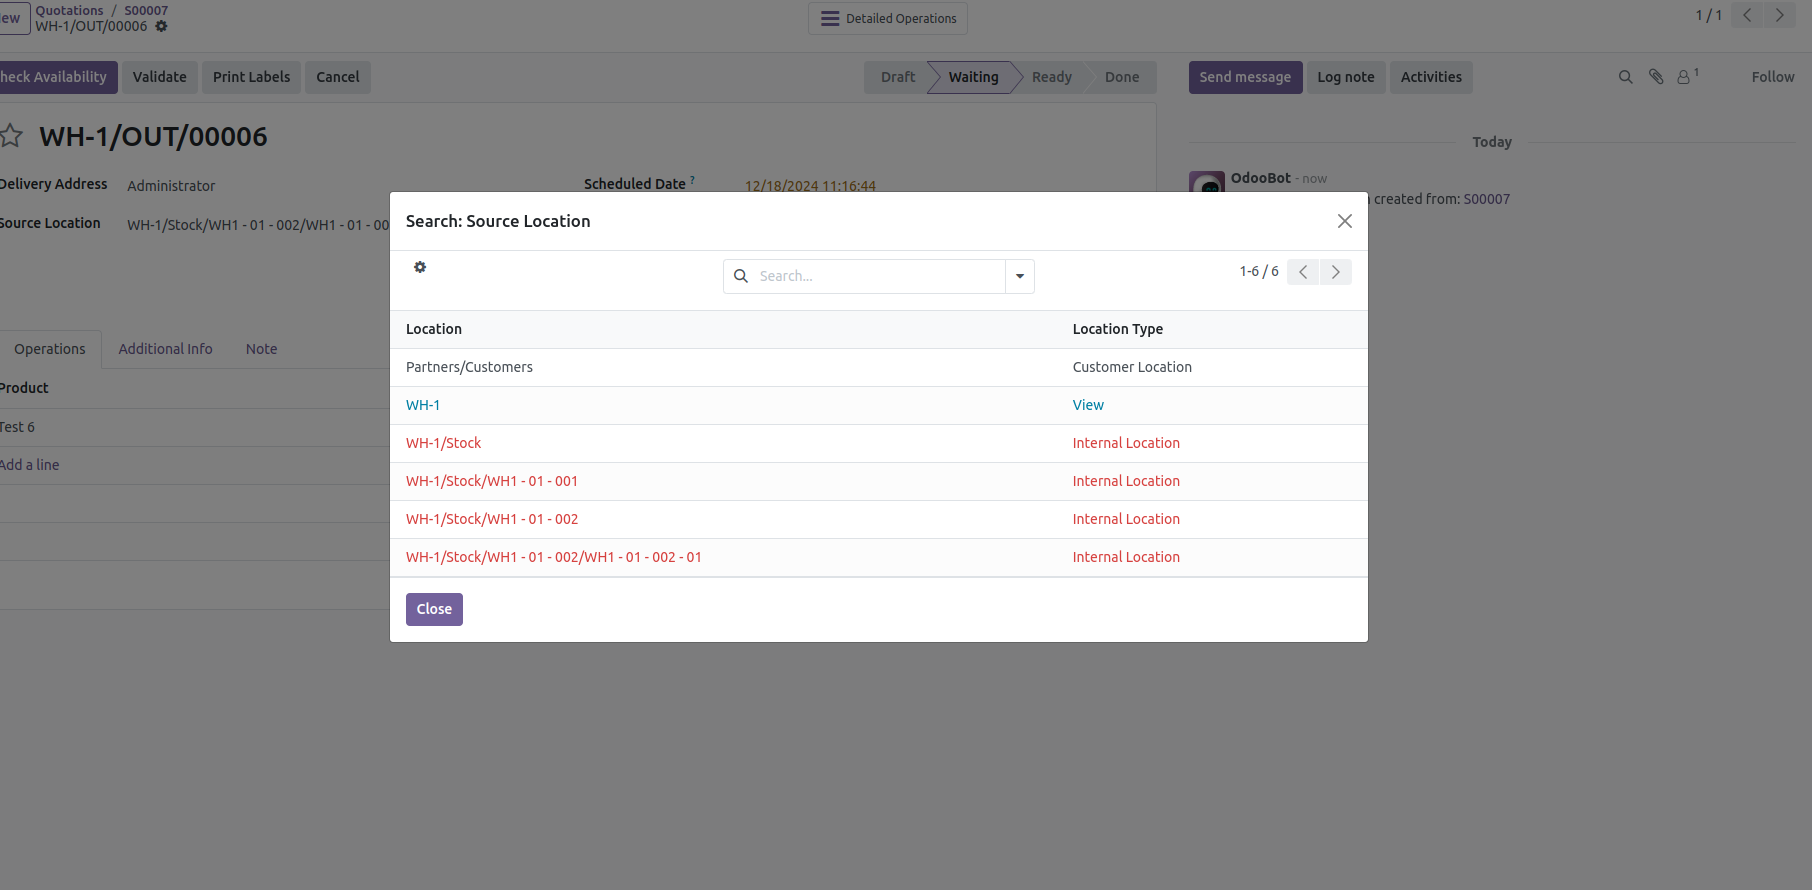 Quotations / S00007
WH-1/OUT/00006
Detailed Operations
1 / 1
Check Availability Validate Print Labels Cancel
Draft Waiting Ready Done
Send message Log note Activities
1
Follow
WH-1/OUT/00006
Today
Delivery Address Administrator
Scheduled Date ? 12/18/2024 11:16:44
OdooBot - now
created from: S00007
Source Location WH-1/Stock/WH1 - 01 - 002/WH1 - 01 - 00
Search: Source Location
Search...
1-6 / 6
Location Location Type
Partners/Customers Customer Location
WH-1 View
WH-1/Stock Internal Location
WH-1/Stock/WH1 - 01 - 001 Internal Location
WH-1/Stock/WH1 - 01 - 002 Internal Location
WH-1/Stock/WH1 - 01 - 002/WH1 - 01 - 002 - 01 Internal Location
Close
Operations Additional Info Note
Product
Test 6
Add a line